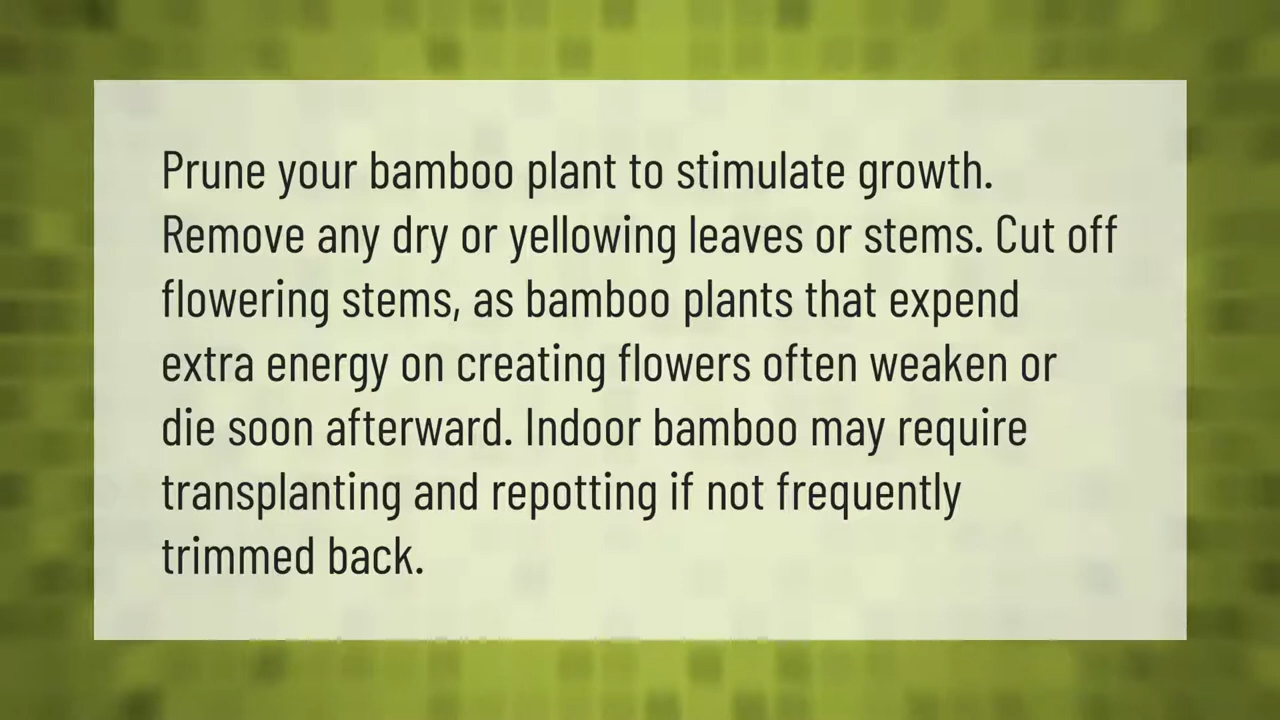 Prune your bamboo plant to stimulate growth.
Remove any dry or yellowing leaves or stems. Cut off
flowering stems, as bamboo plants that expend
extra energy on creating flowers often weaken or
die soon afterward. Indoor bamboo may require
transplanting and repotting if not frequently
trimmed back.